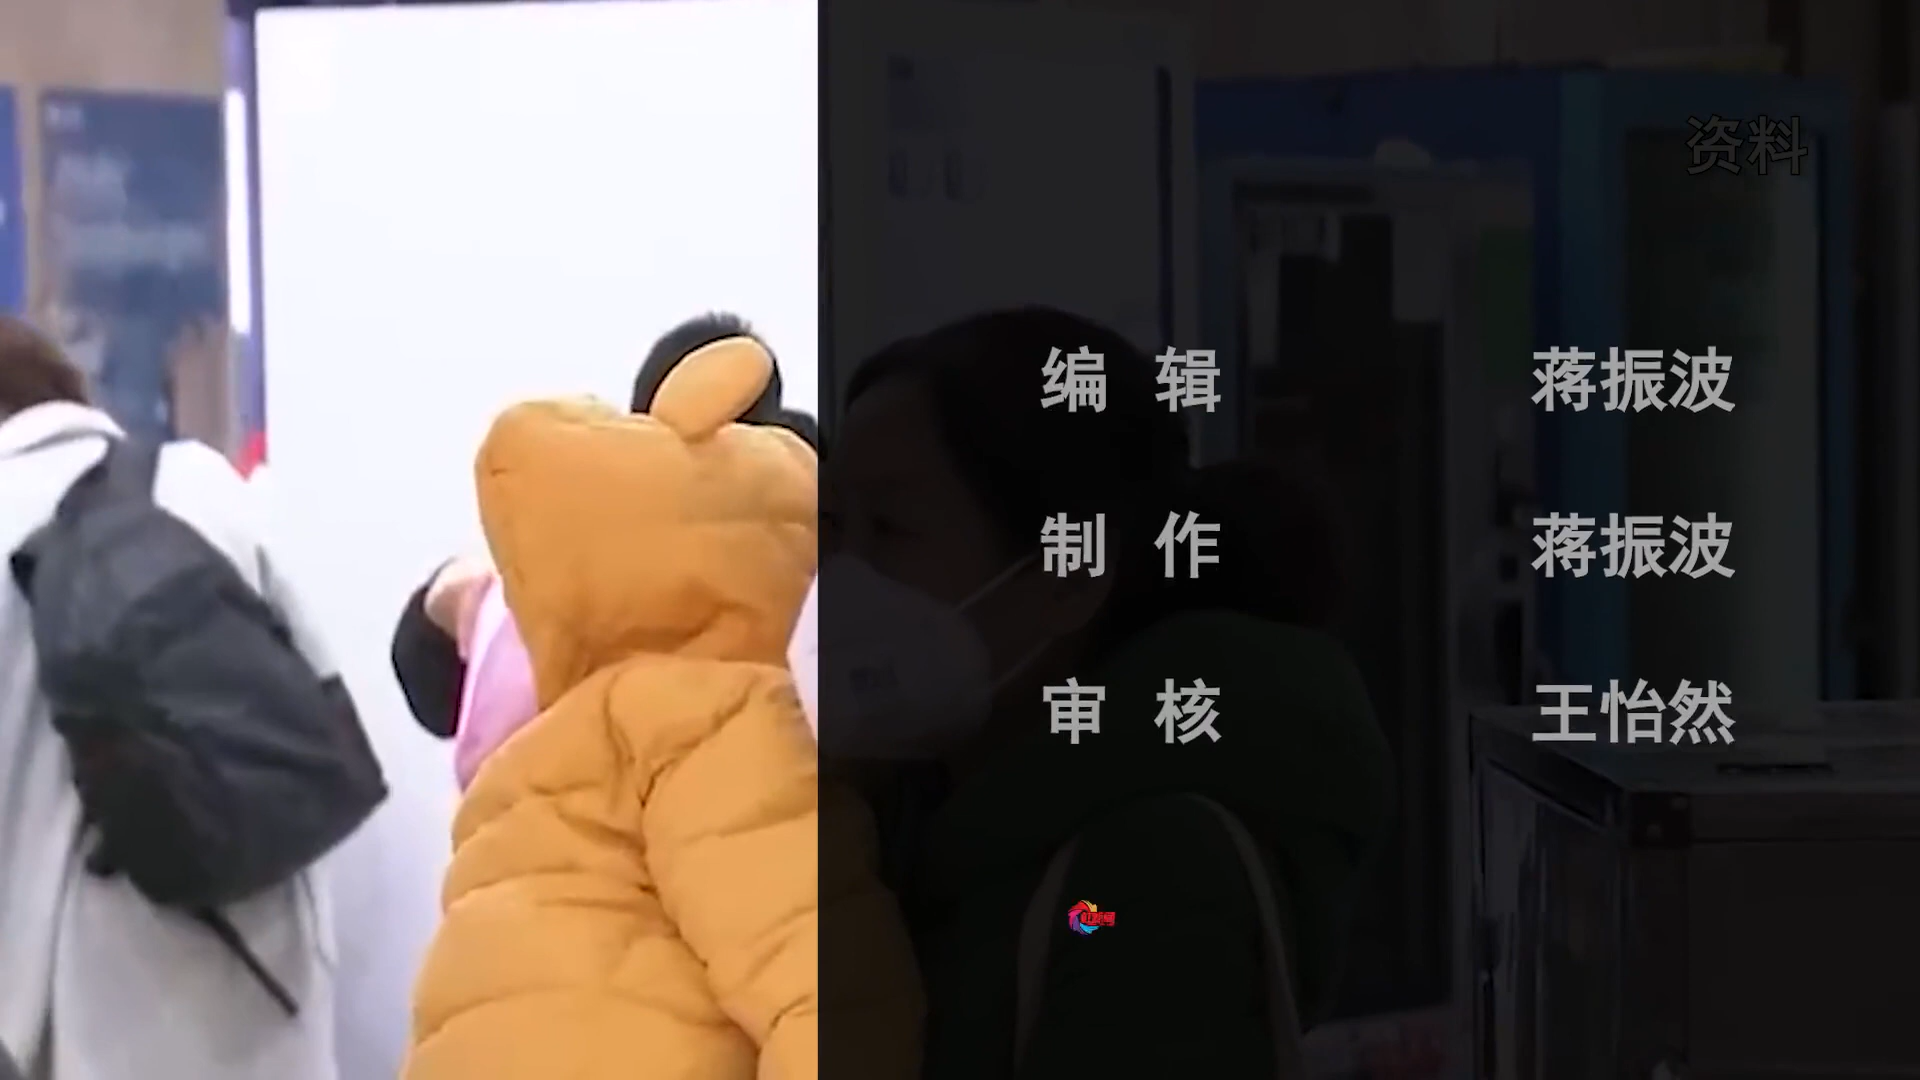 资料
编 辑 蒋振波
制 作 蒋振波
审 核 王怡然